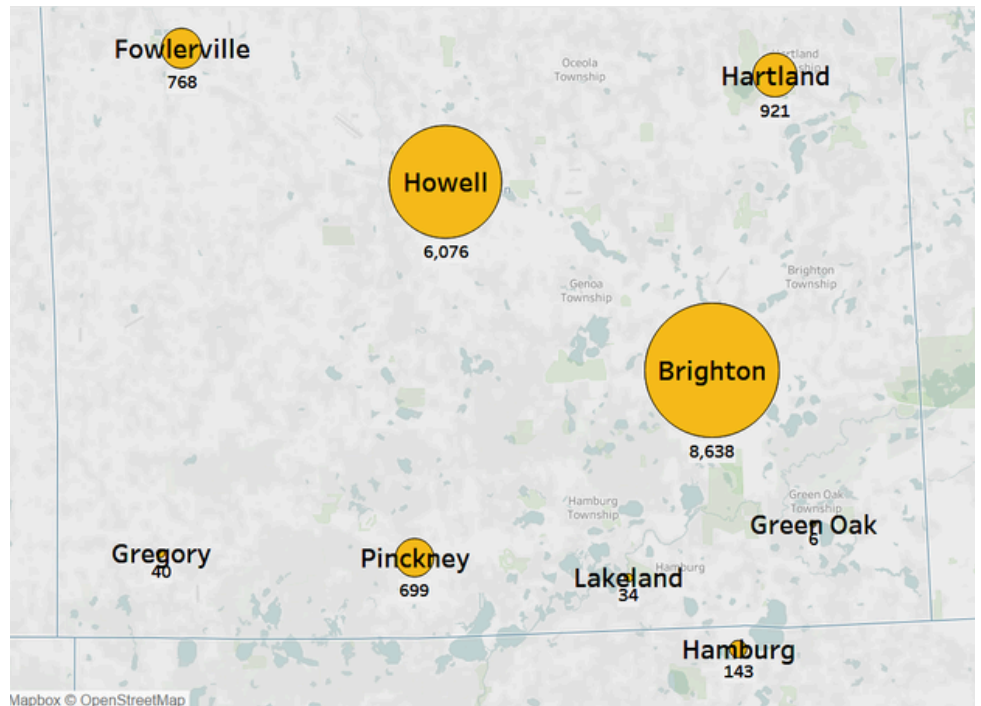 Fowlerville
768
Oceola
Township
Hartland
921
Howell
6,076
Genoa
Township
Brighton
Township
Brighton
8,638
Hamburg
Township
Green Oak
Township
Green Oak
6
Gregory
40
Pinckney
699
Hamburg
Lakeland
34
Hamburg
143
Mapbox © OpenStreetMap